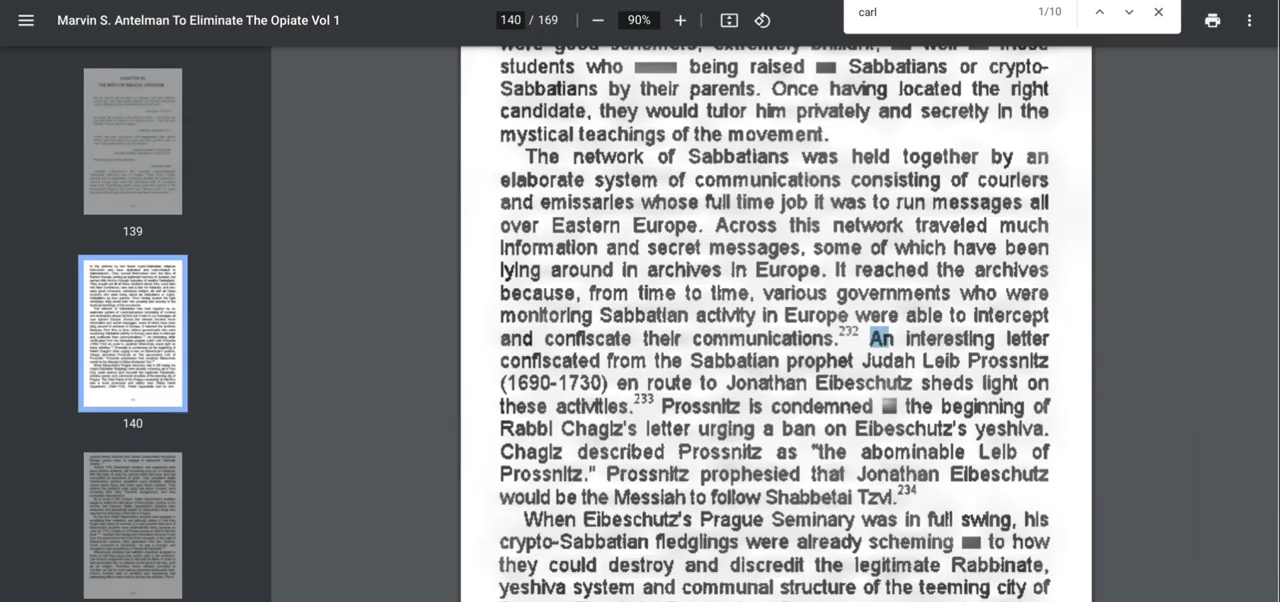 Marvin S. Antelman To Eliminate The Opiate Vol 1
140 / 169
90%
carl
1/10
139
140
students who being raised Sabbatians or crypto-
Sabbatians by their parents. Once having located the right
candidate, they would tutor him privately and secretly in the
mystical teachings of the movement.
The network of Sabbatians was held together by an
elaborate system of communications consisting of couriers
and emissaries whose full time job it was to run messages all
over Eastern Europe. Across this network traveled much
information and secret messages, some of which have been
lying around in archives in Europe. It reached the archives
because, from time to time, various governments who were
monitoring Sabbatian activity in Europe were able to intercept
and confiscate their communications.232 An interesting letter
confiscated from the Sabbatian prophet Judah Leib Prossnitz
(1690-1730) en route to Jonathan Eibeschutz sheds light on
these activities.233 Prossnitz is condemned the beginning of
Rabbi Chagiz's letter urging a ban on Eibeschutz's yeshiva.
Chagiz described Prossnitz as "the abominable Leib of
Prossnitz." Prossnitz prophesied that Jonathan Eibeschutz
would be the Messiah to follow Shabbetai Tzvi.234
When Eibeschutz's Prague Seminary was in full swing, his
crypto-Sabbatian fledglings were already scheming to how
they could destroy and discredit the legitimate Rabbinate,
yeshiva system and communal structure of the teeming city of